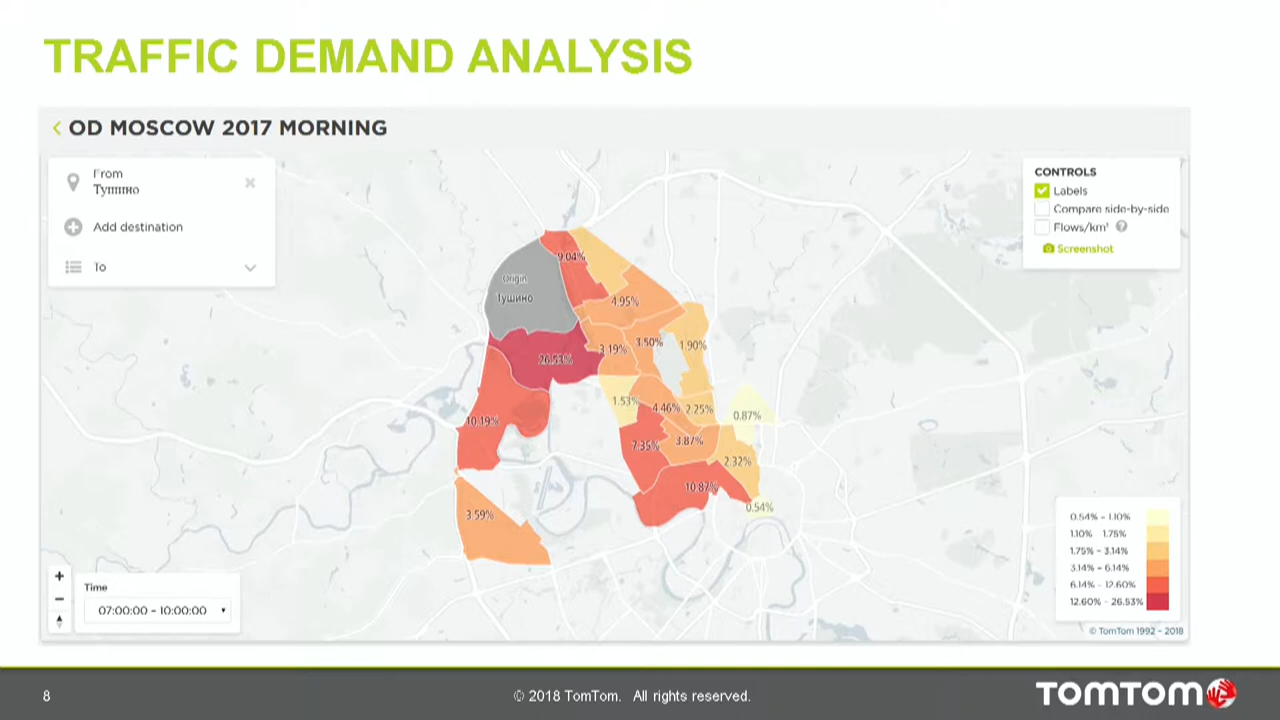 TRAFFIC DEMAND ANALYSIS
OD MOSCOW 2017 MORNING
From
Тушино
Add destination
To
CONTROLS
Labels
Compare side-by-side
Flows/km²
Screenshot
9.04%
Origin
Тушино
4.95%
3.50%
1.90%
3.19%
26.53%
1.53%
4.46%
2.25%
0.87%
10.19%
7.35%
3.87%
2.32%
10.87%
0.54%
3.59%
0.54% - 1.10%
1.10% - 1.75%
1.75% - 3.14%
3.14% - 6.14%
6.14% - 12.60%
12.60% - 26.53%
Time
07:00:00 - 10:00:00
© TomTom 1992 - 2018
8
© 2018 TomTom. All rights reserved.
TOMTOM